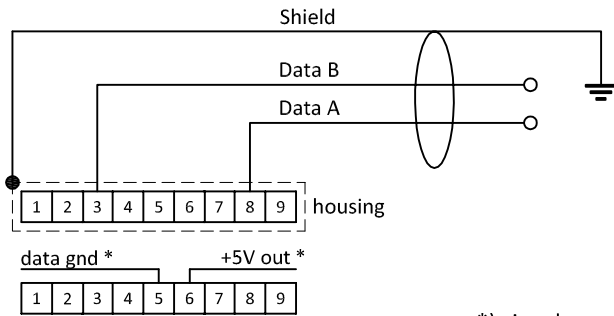 Shield
Data B
Data A
1 2 3 4 5 6 7 8 9 housing
data gnd * +5V out *
1 2 3 4 5 6 7 8 9